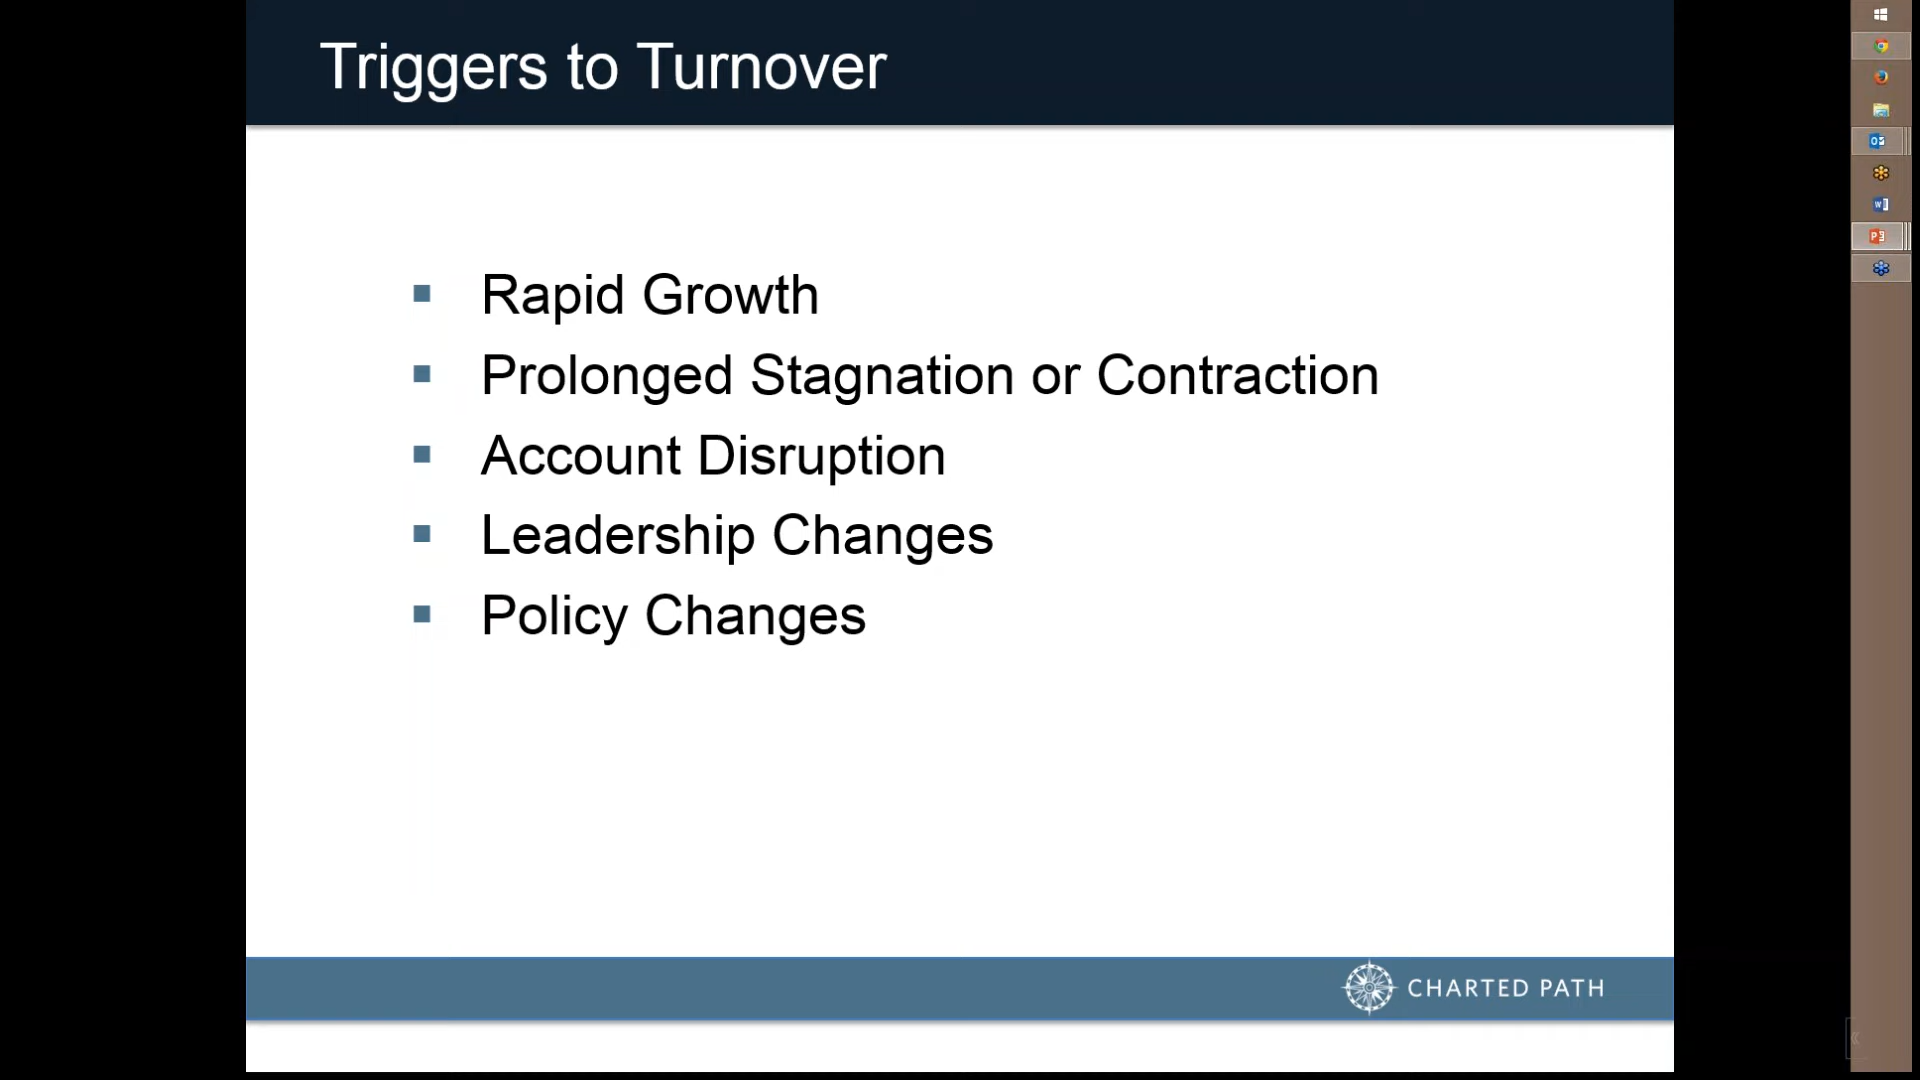 Triggers to Turnover
Rapid Growth
Prolonged Stagnation or Contraction
Account Disruption
Leadership Changes
Policy Changes
CHARTED PATH